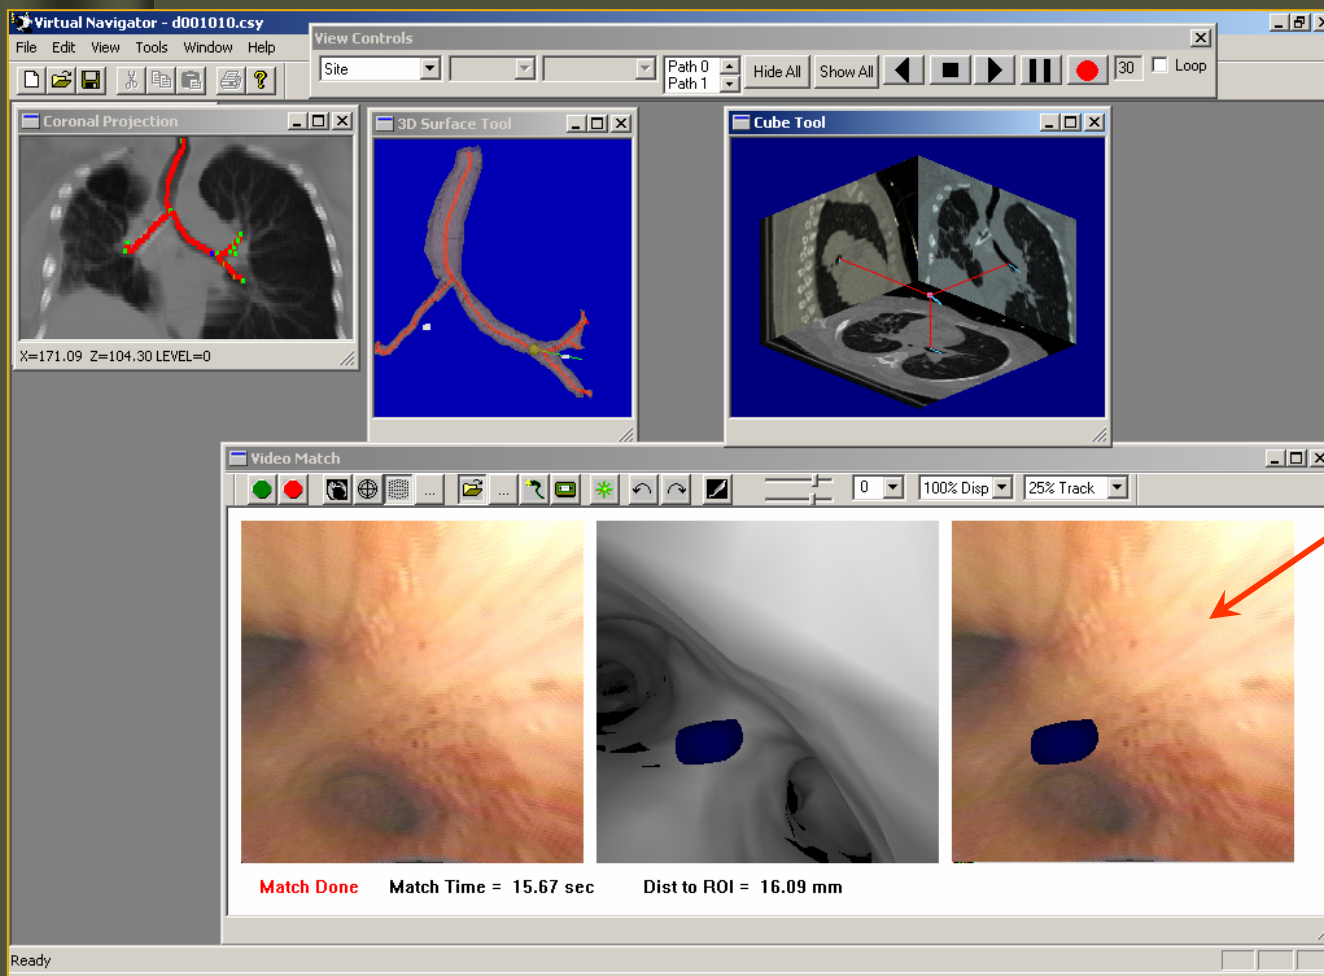 Virtual Navigator - d001010.csy
File Edit View Tools Window Help
View Controls
Site
Path 0
Path 1
Hide All
Show All
30
Loop
Coronal Projection
X=171.09 Z=104.30 LEVEL=0
3D Surface Tool
Cube Tool
Video Match
...
...
0
100% Disp
25% Track
Match Done Match Time = 15.67 sec Dist to ROI = 16.09 mm
Ready